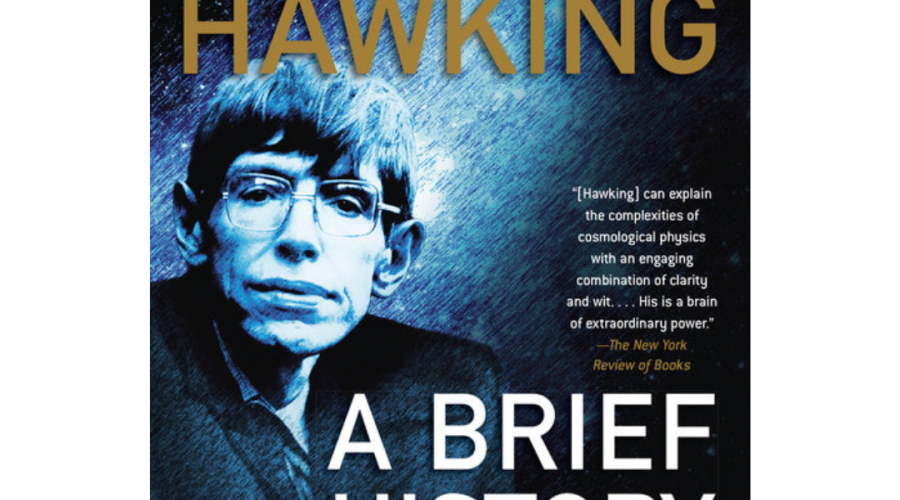 HAWKING
"[Hawking] can explain
the complexities of
cosmological physics
with an engaging
combination of clarity
and wit. . . . His is a brain
of extraordinary power."
—The New York
Review of Books
A BRIEF
HISTORY